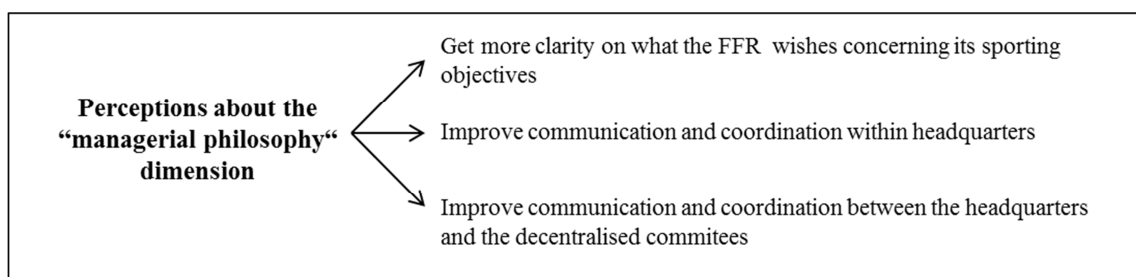 Get more clarity on what the FFR wishes concerning its sporting
objectives
Perceptions about the
“managerial philosophy“
dimension
Improve communication and coordination within headquarters
Improve communication and coordination between the headquarters
and the decentralised commitees